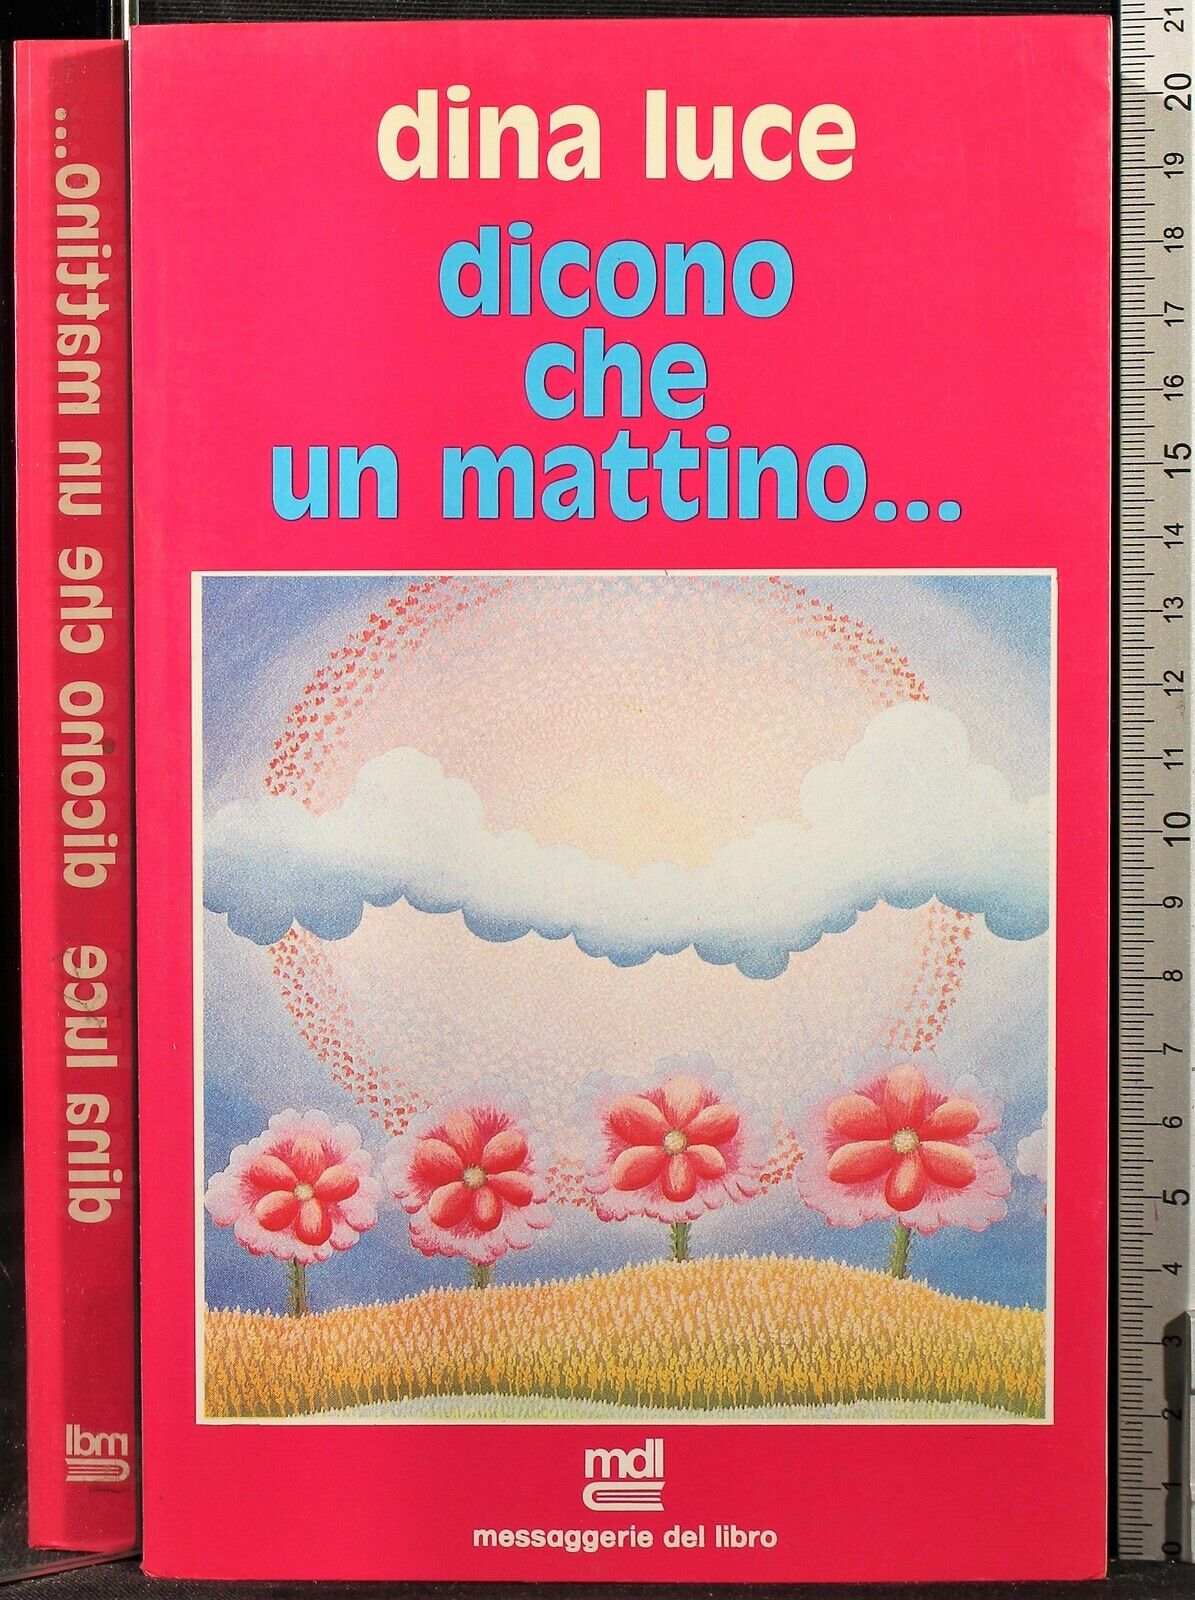 dina luce
dicono
che
un mattino...
mdl
messaggerie del libro
dina luce dicono che un mattino...
mdl
21
20
19
18
17
16
15
14
13
12
11
10
9
8
7
6
5
4
3
2
1
0